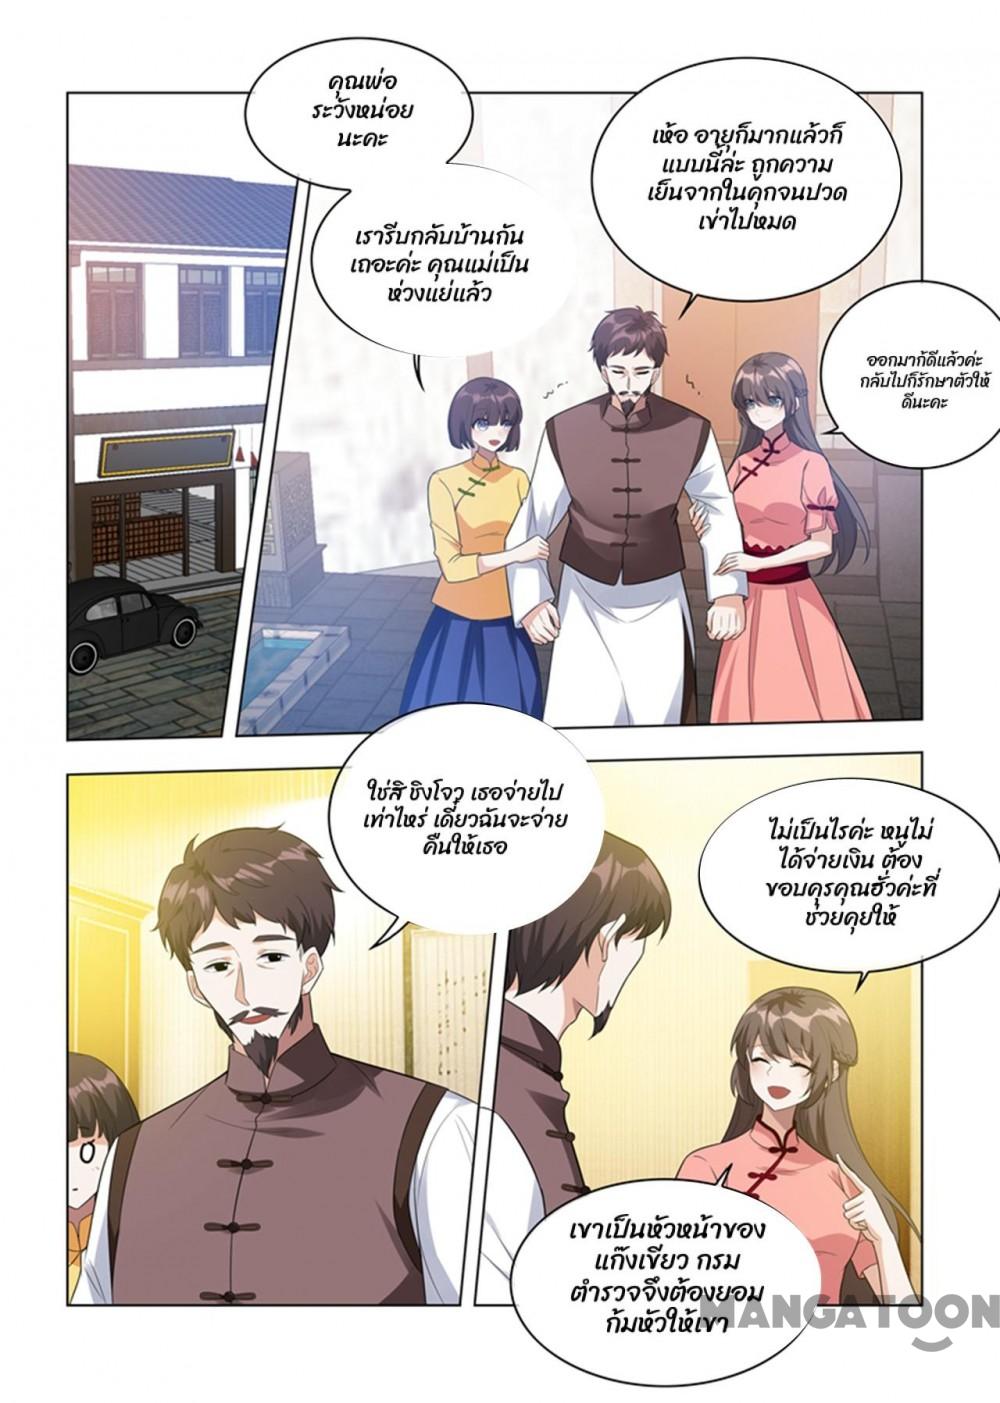 คุณพ่อ
ระวังหน่อย
นะคะ
เรารีบกลับบ้านกัน
เถอะค่ะ คุณแม่เป็น
ห่วงแย่แล้ว
เห้อ อายุก็มากแล้วก็
แบบนี้ล่ะ ถูกความ
เย็นจากในคุกจนปวด
เข่าไปหมด
ออกมาก้ดีแล้วค่ะ
กลับไปก็รักษาตัวให้
ดีนะคะ
ใช่สิ ชิงโจว เธอจ่ายไป
เท่าไหร่ เดี๋ยวฉันจะจ่าย
คืนให้เธอ
ไม่เป็นไรค่ะ หนูไม่
ได้จ่ายเงิน ต้อง
ขอบคุรคุณฮั่วค่ะที่
ช่วยคุยให้
เขาเป็นหัวหน้าของ
แก๊งเขียว กรม
ตำรวจจึงต้องยอม
ก้มหัวให้เขา
MANGATOON